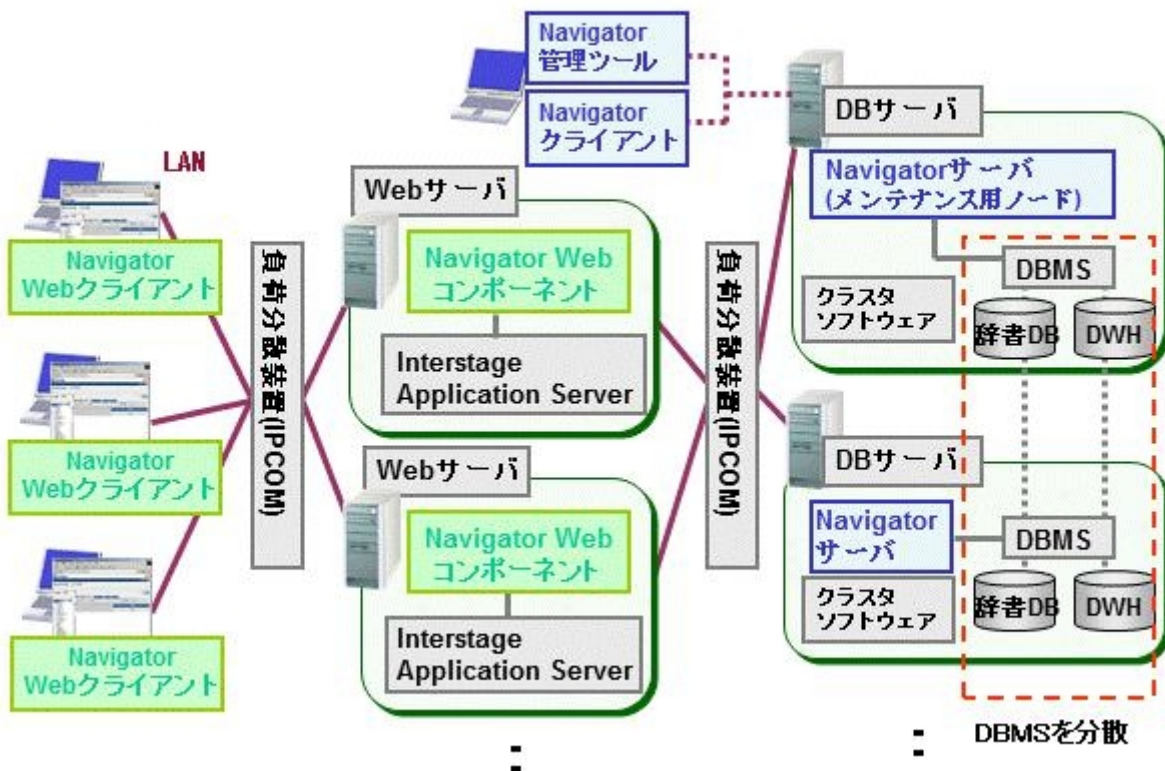 Navigator
管理ツール
Navigator
クライアント
LAN
Navigator
Webクライアント
Navigator
Webクライアント
Navigator
Webクライアント
負荷分散装置(IPCOM)
Webサーバ
Navigator Web
コンポーネント
Interstage
Application Server
Webサーバ
Navigator Web
コンポーネント
Interstage
Application Server
負荷分散装置(IPCOM)
DBサーバ
Navigatorサーバ
(メンテナンス用ノード)
DBMS
クラスタ
ソフトウェア
辞書DB
DWH
DBサーバ
Navigator
サーバ
DBMS
クラスタ
ソフトウェア
辞書DB
DWH
DBMSを分散